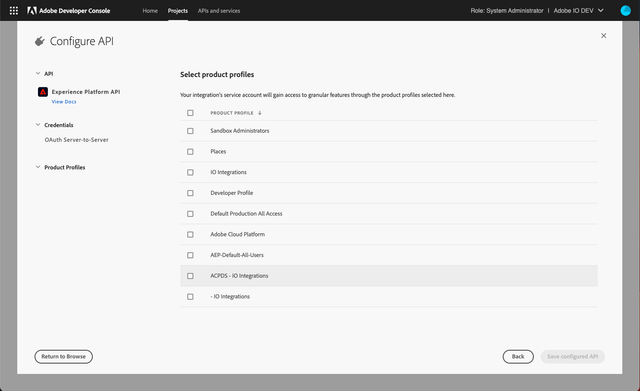 Adobe Developer Console
Home
Projects
APIs and services
Role: System Administrator | Adobe IO DEV
Configure API
API
Experience Platform API
View Docs
Credentials
OAuth Server-to-Server
Product Profiles
Select product profiles
Your integration's service account will gain access to granular features through the product profiles selected here.
PRODUCT PROFILE ↓
Sandbox Administrators
Places
IO Integrations
Developer Profile
Default Production All Access
Adobe Cloud Platform
AEP-Default-All-Users
ACPDS - IO Integrations
- IO Integrations
Return to Browse
Back
Save configured API